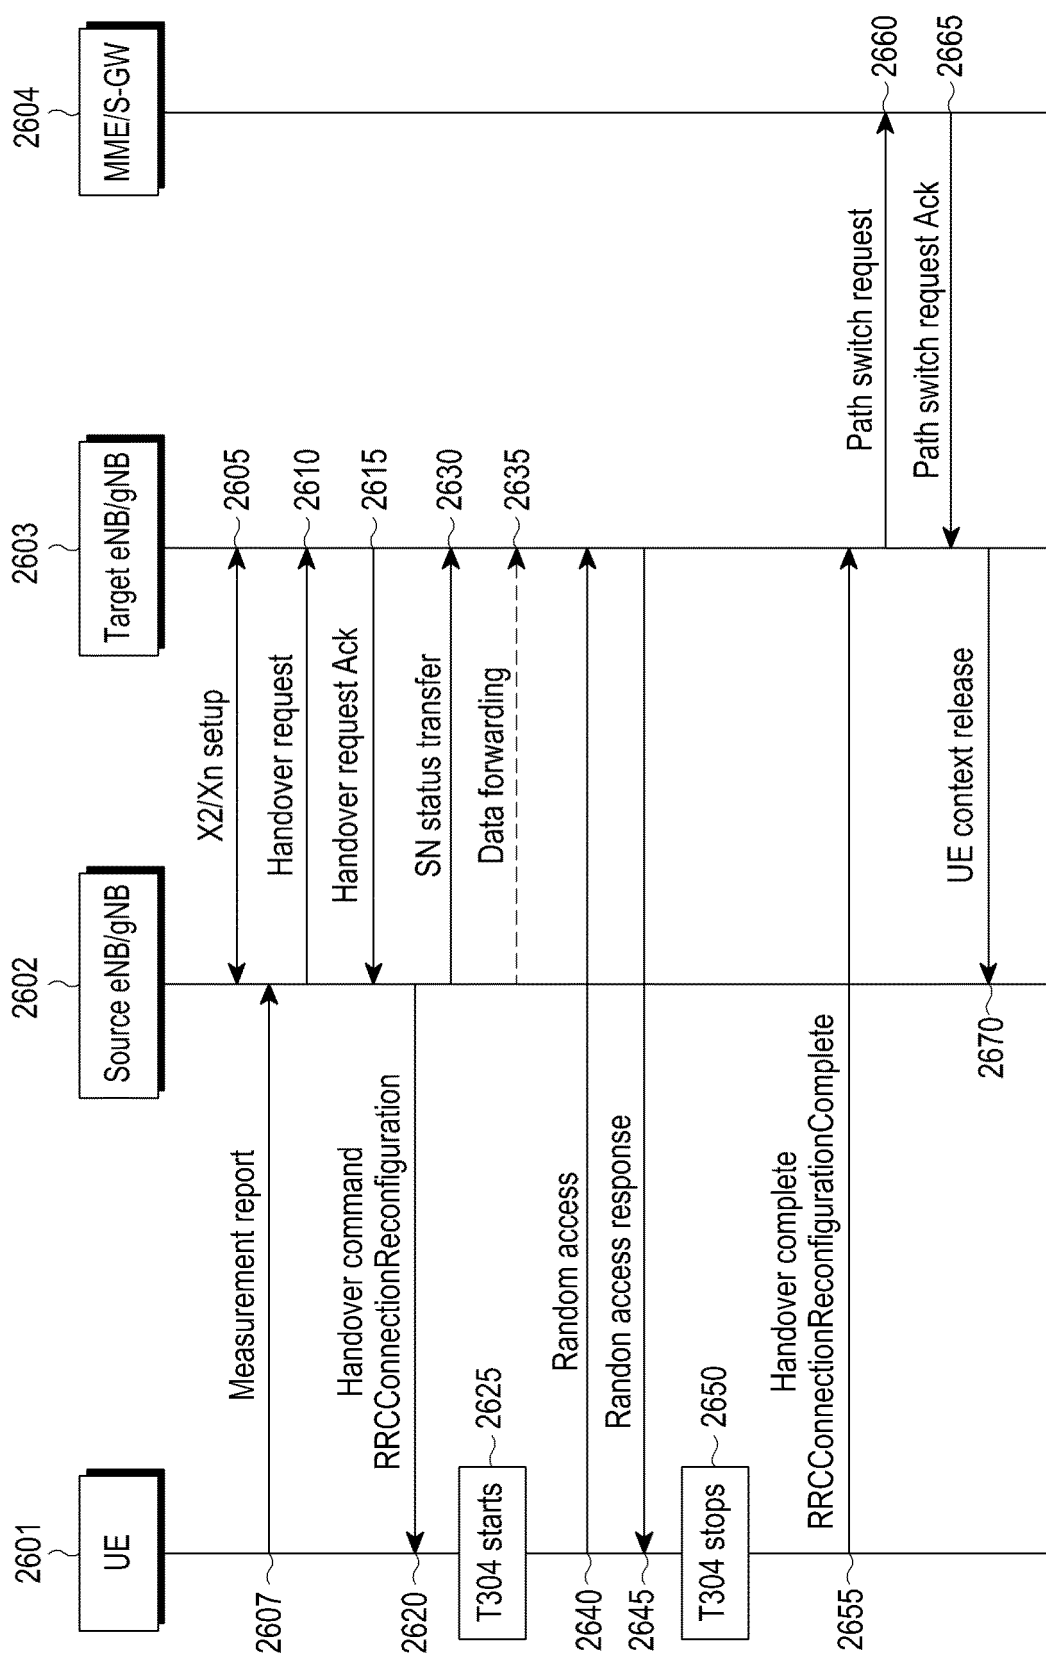 2601
UE
2602
Source eNB/gNB
2603
Target eNB/gNB
2604
MME/S-GW
X2/Xn setup
2605
2607
Measurement report
Handover request
2610
Handover request Ack
2615
2620
Handover command
RRCConnectionReconfiguration
SN status transfer
2630
T304 starts
2625
Data forwarding
2635
2640
Random access
2645
Randon access response
T304 stops
2650
2655
Handover complete
RRCConnectionReconfigurationComplete
Path switch request
2660
Path switch request Ack
2665
UE context release
2670